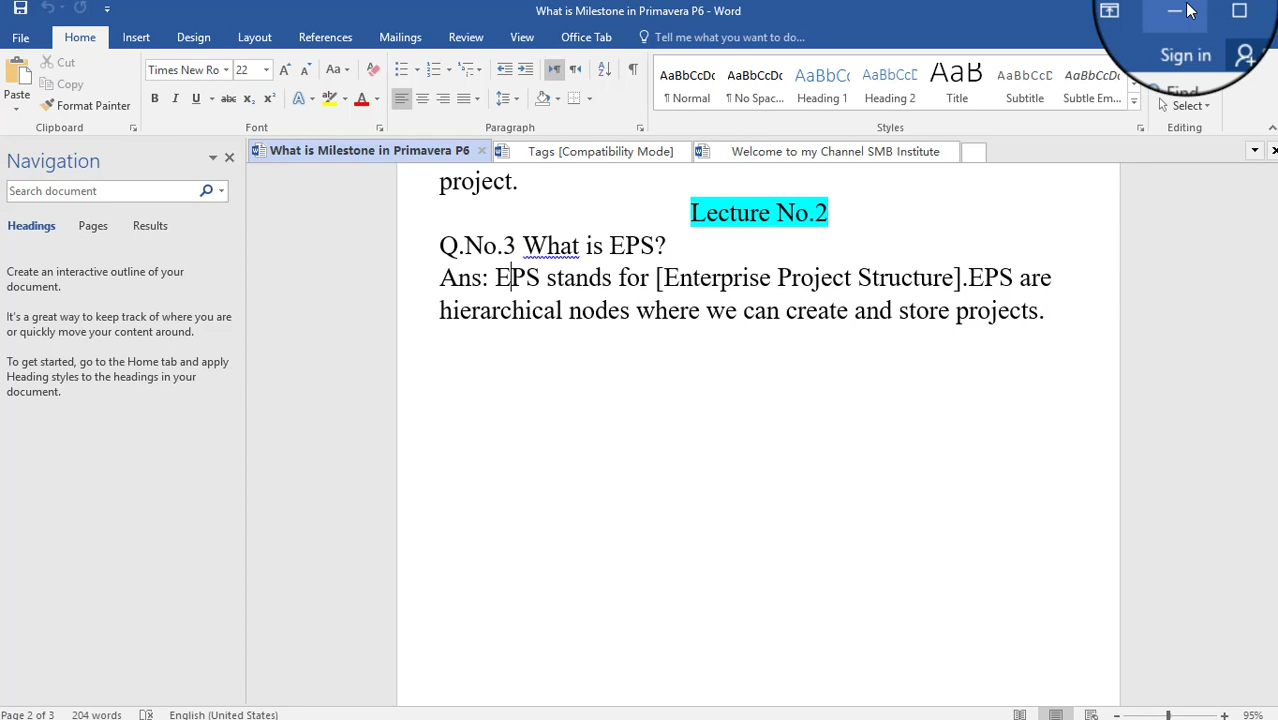 What is Milestone in Primavera P6 - Word
File Home Insert Design Layout References Mailings Review View Office Tab Tell me what you want to do... Sign in
Paste
Cut
Copy
Format Painter
Times New Ro 22
Aa
B I U abc x₂ x²
A
AaBbCcDc AaBbCcDc AaBbCc AaBbCcD AaB AaBbCcD AaBbCcD
¶ Normal ¶ No Spac... Heading 1 Heading 2 Title Subtitle Subtle Em...
Find
Select
Clipboard Font Paragraph Styles Editing
What is Milestone in Primavera P6 Tags [Compatibility Mode] Welcome to my Channel SMB Institute
Navigation
Search document
Headings Pages Results
Create an interactive outline of your
document.
It's a great way to keep track of where you are
or quickly move your content around.
To get started, go to the Home tab and apply
Heading styles to the headings in your
document.
project.
Lecture No.2
Q.No.3 What is EPS?
Ans: EPS stands for [Enterprise Project Structure].EPS are
hierarchical nodes where we can create and store projects.
Page 2 of 3 204 words English (United States) 95%